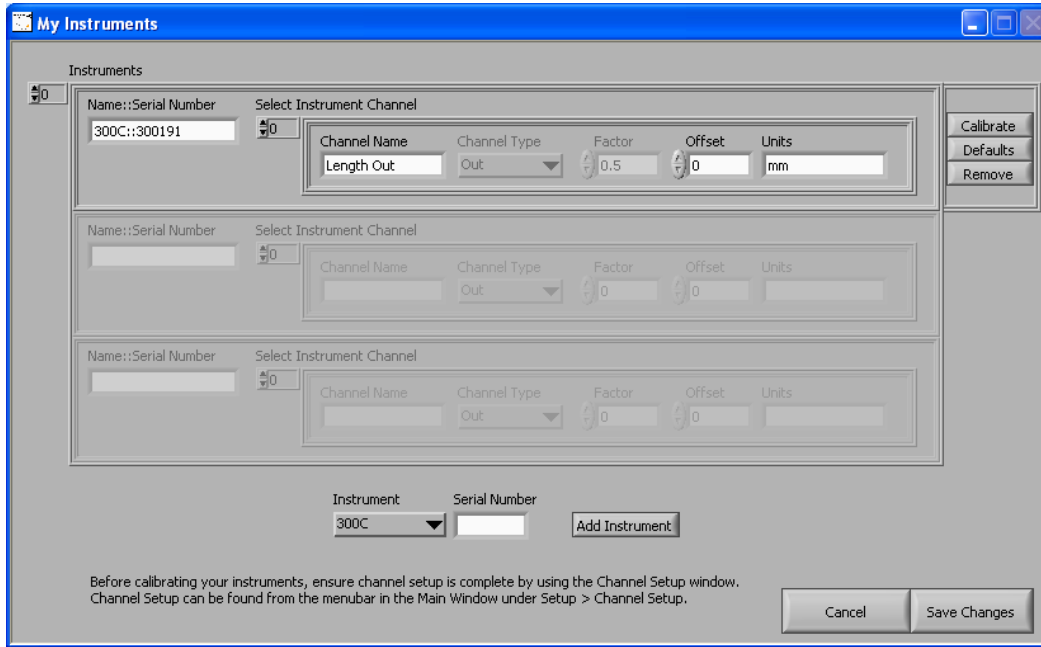 My Instruments
Instruments
0
Name::Serial Number
Select Instrument Channel
300C::300191
0
Channel Name
Channel Type
Factor
Offset
Units
Length Out
Out
0.5
0
mm
Calibrate
Defaults
Remove
Name::Serial Number
Select Instrument Channel
0
Channel Name
Channel Type
Factor
Offset
Units
Out
0
0
Name::Serial Number
Select Instrument Channel
0
Channel Name
Channel Type
Factor
Offset
Units
Out
0
0
Instrument
Serial Number
300C
Add Instrument
Before calibrating your instruments, ensure channel setup is complete by using the Channel Setup window.
Channel Setup can be found from the menubar in the Main Window under Setup > Channel Setup.
Cancel
Save Changes